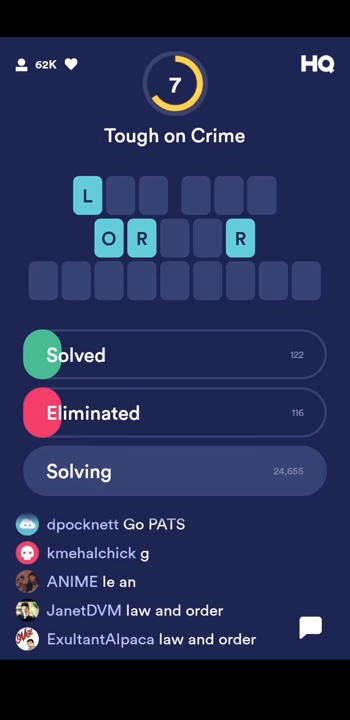 62K
7
HQ
Tough on Crime
L
O R R
Solved 122
Eliminated 116
Solving 24,655
dpocknett Go PATS
kmehalchick g
ANIME le an
JanetDVM law and order
ExultantAlpaca law and order